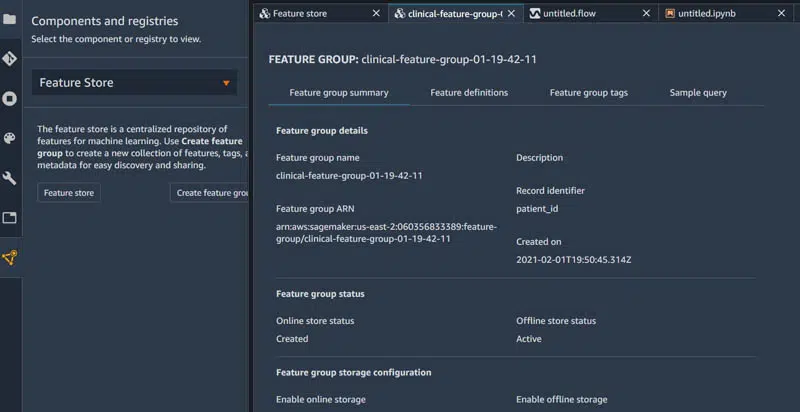 Components and registries
Select the component or registry to view.
Feature Store
The feature store is a centralized repository of
features for machine learning. Use Create feature
group to create a new collection of features, tags, a
metadata for easy discovery and sharing.
Feature store
Create feature grou
Feature store
clinical-feature-group-0
untitled.flow
untitled.ipynb
FEATURE GROUP: clinical-feature-group-01-19-42-11
Feature group summary
Feature definitions
Feature group tags
Sample query
Feature group details
Feature group name
clinical-feature-group-01-19-42-11
Feature group ARN
arn:aws:sagemaker:us-east-2:060356833389:feature-
group/clinical-feature-group-01-19-42-11
Description
Record identifier
patient_id
Created on
2021-02-01T19:50:45.314Z
Feature group status
Online store status
Created
Offline store status
Active
Feature group storage configuration
Enable online storage
Enable offline storage